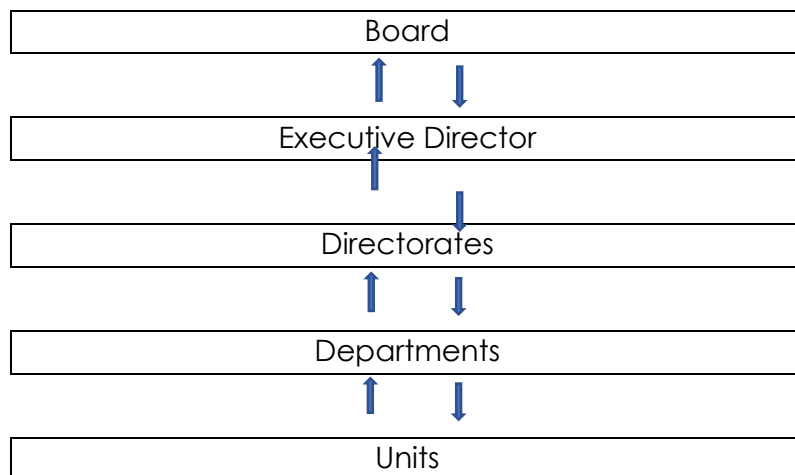 Board
Executive Director
Directorates
Departments
Units